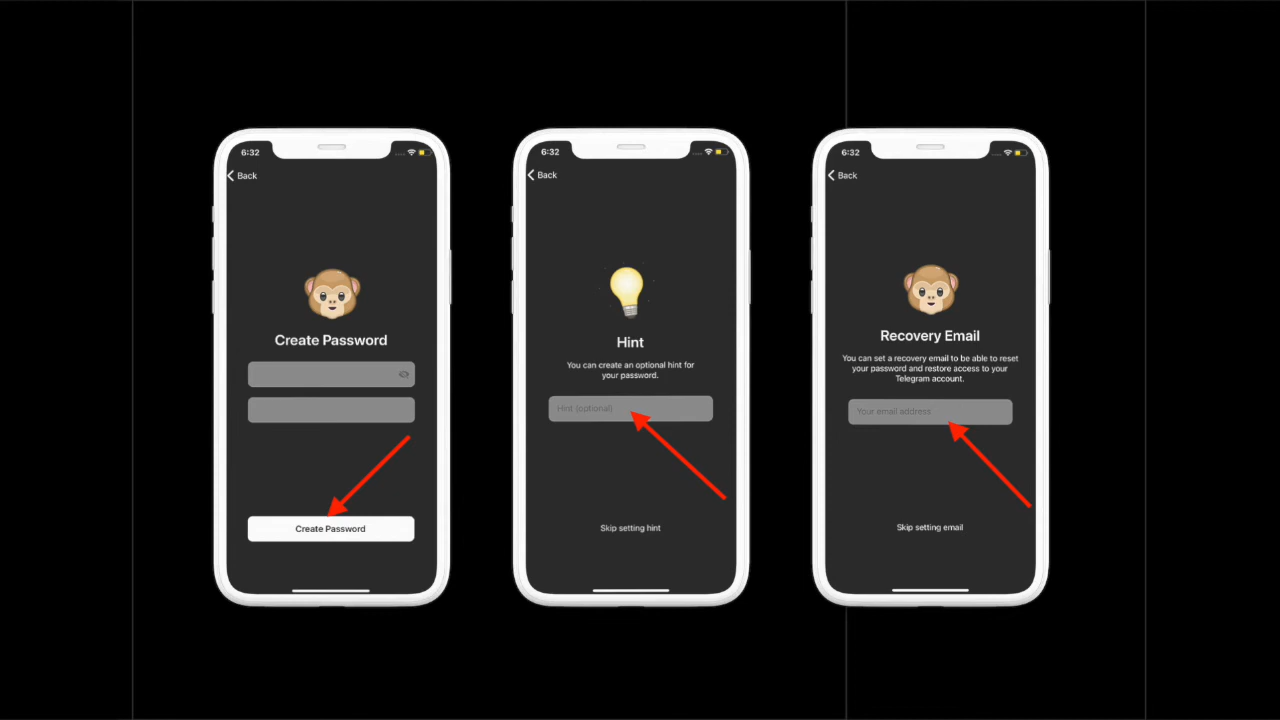 6:32
Back
Create Password
Create Password
6:32
Back
Hint
You can create an optional hint for
your password.
Hint (optional)
Skip setting hint
6:32
Back
Recovery Email
You can set a recovery email to be able to reset
your password and restore access to your
Telegram account.
Your email address
Skip setting email